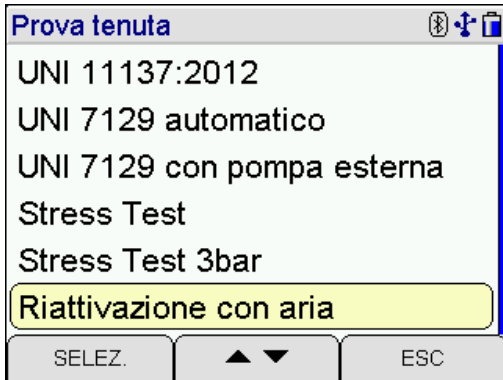 Prova tenuta
UNI 11137:2012
UNI 7129 automatico
UNI 7129 con pompa esterna
Stress Test
Stress Test 3bar
Riattivazione con aria
SELEZ. ▲ ▼ ESC